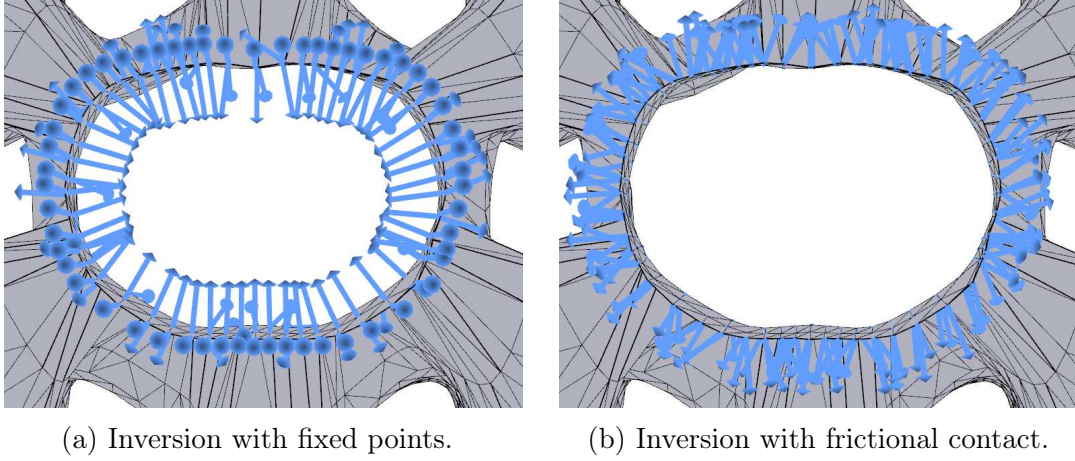 (a) Inversion with fixed points.
(b) Inversion with frictional contact.